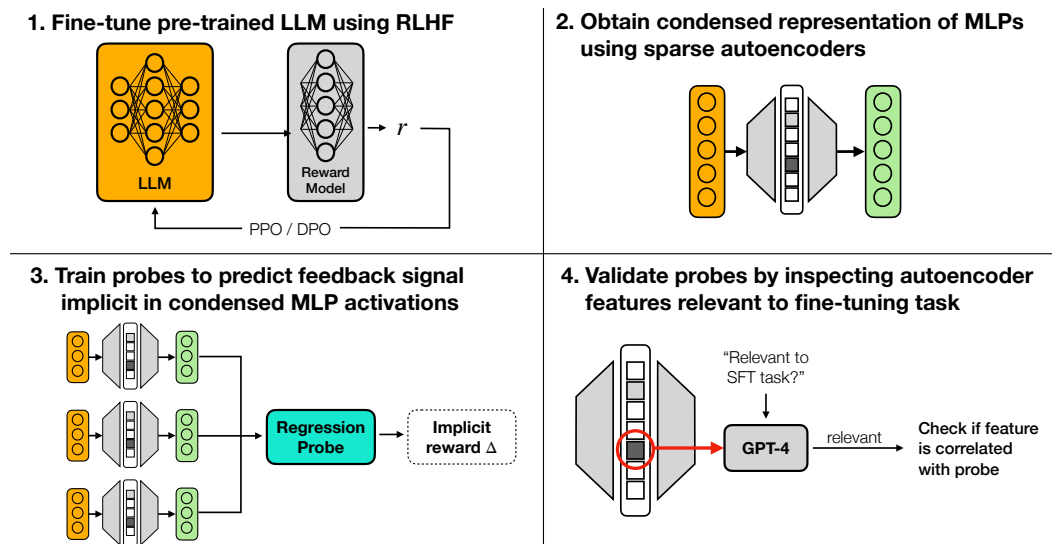 1. Fine-tune pre-trained LLM using RLHF
LLM
Reward
Model
r
PPO / DPO
2. Obtain condensed representation of MLPs
using sparse autoencoders
3. Train probes to predict feedback signal
implicit in condensed MLP activations
Regression
Probe
Implicit
reward Δ
4. Validate probes by inspecting autoencoder
features relevant to fine-tuning task
“Relevant to
SFT task?”
GPT-4
relevant
Check if feature
is correlated
with probe